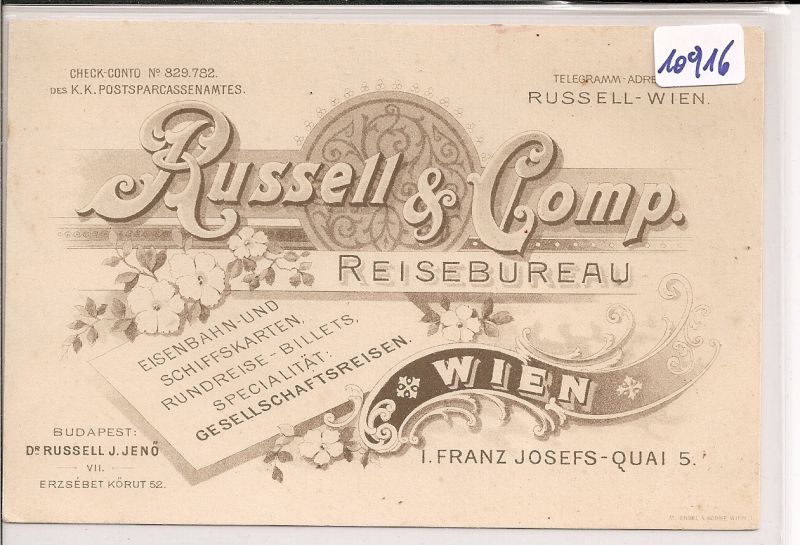 10916
CHECK-CONTO No 829.782.
DES K.K. POSTSPARCASSENAMTES.
TELEGRAMM-ADRE
RUSSELL-WIEN.
Russell & Comp.
REISEBUREAU
EISENBAHN-UND
SCHIFFSKARTEN,
RUNDREISE-BILLETS,
SPECIALITÄT:
GESELLSCHAFTSREISEN.
WIEN
BUDAPEST:
DR RUSSELL J. JENŐ
VII.
ERZSÉBET KÖRUT 52.
I. FRANZ JOSEFS-QUAI 5.